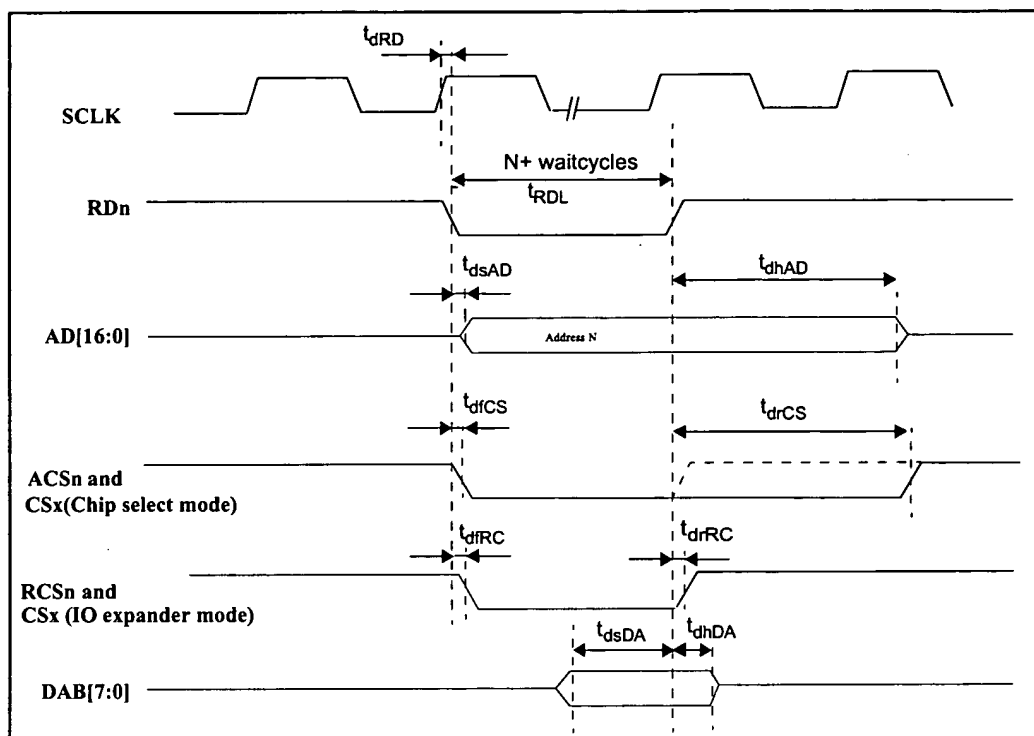 tdRD
SCLK
N+ waitcycles
tRDL
RDn
tdsAD
tdhAD
AD[16:0]
Address N
tdfCS
tdrCS
ACSn and
CSx(Chip select mode)
tdfRC
tdrRC
RCSn and
CSx (IO expander mode)
tdsDA
tdhDA
DAB[7:0]